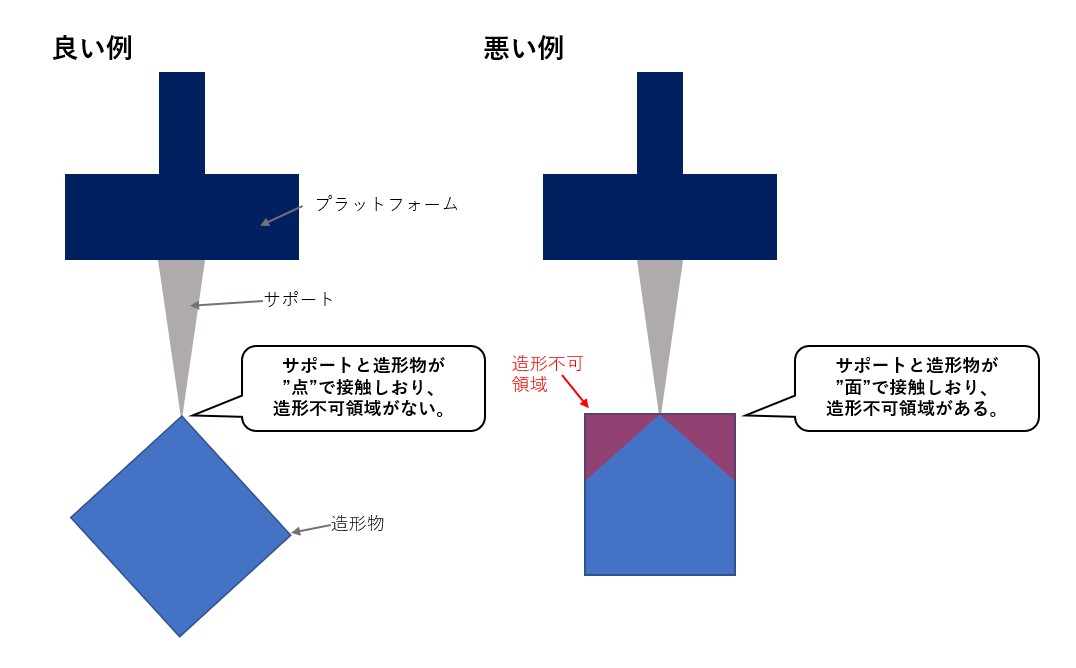 良い例
プラットフォーム
サポート
サポートと造形物が
”点”で接触しおり、
造形不可領域がない。
造形物
悪い例
造形不可
領域
サポートと造形物が
”面”で接触しおり、
造形不可領域がある。